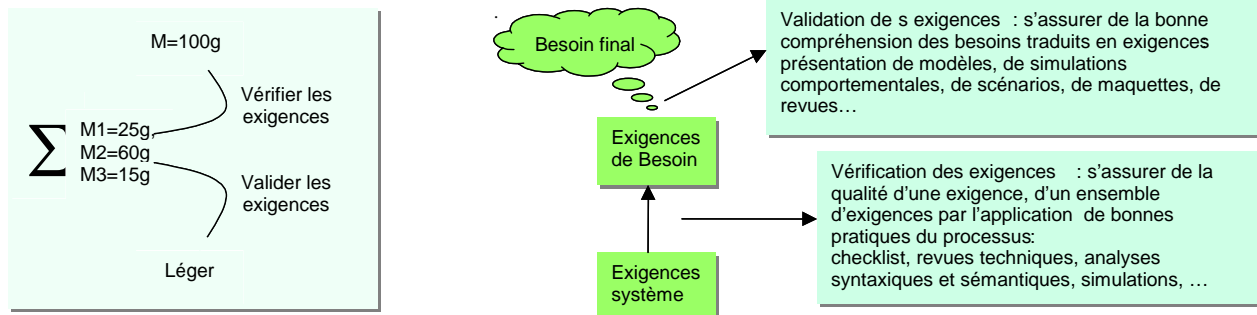 M=100g
Vérifier les
exigences
∑
M1=25g,
M2=60g
M3=15g
Valider les
exigences
Léger
Besoin final
Exigences
de Besoin
Exigences
système
Validation de s exigences : s'assurer de la bonne
compréhension des besoins traduits en exigences
présentation de modèles, de simulations
comportementales, de scénarios, de maquettes, de
revues…
Vérification des exigences : s'assurer de la
qualité d'une exigence, d'un ensemble
d'exigences par l'application de bonnes
pratiques du processus:
checklist, revues techniques, analyses
syntaxiques et sémantiques, simulations, …